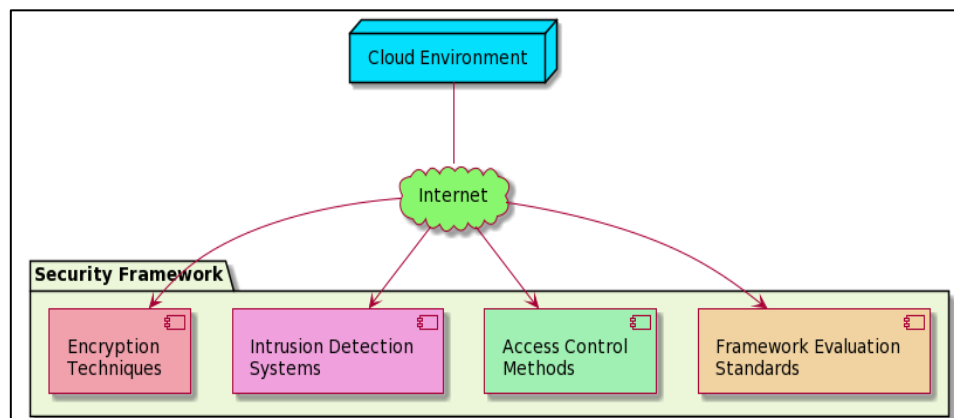 Cloud Environment
Internet
Security Framework
Encryption
Techniques
Intrusion Detection
Systems
Access Control
Methods
Framework Evaluation
Standards